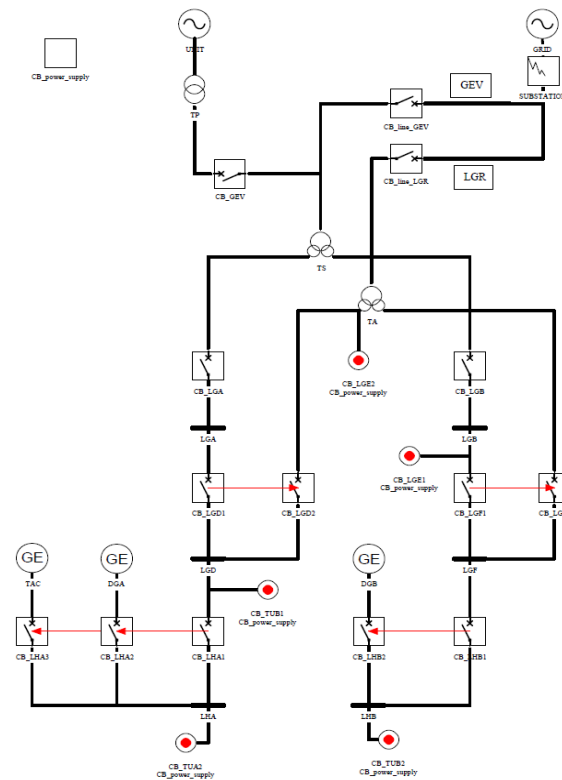 UNIT
GRID
CB_power_supply
GEV
SUBSTATION
TP
CB_line_GEV
LGR
CB_line_LGR
CB_GEV
TS
TA
CB_LGE2
CB_power_supply
CB_LGA
CB_LGB
LGA
LGB
CB_LGE1
CB_power_supply
CB_LGD1
CB_LGD2
CB_LGF1
LGD
LGF
GE
GE
GE
TAC
DGA
DGB
CB_TUB1
CB_power_supply
CB_LHA3
CB_LHA2
CB_LHA1
CB_LHB2
CB_LHB1
LHA
LHB
CB_TUA2
CB_power_supply
CB_TUB2
CB_power_supply